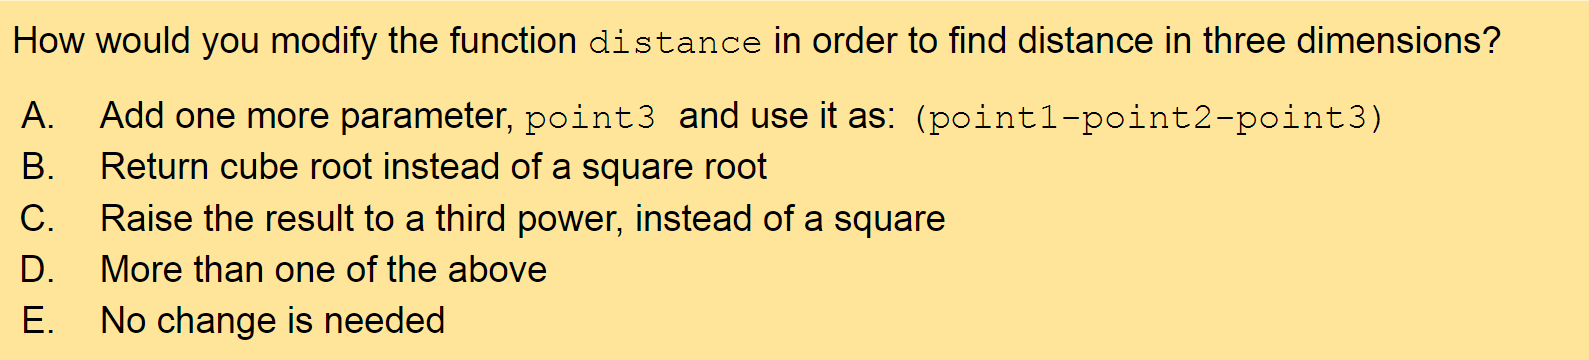 How would you modify the function distance in order to find distance in three dimensions?
A. Add one more parameter, point3 and use it as: (point1-point2-point3)
B. Return cube root instead of a square root
C. Raise the result to a third power, instead of a square
D. More than one of the above
E. No change is needed